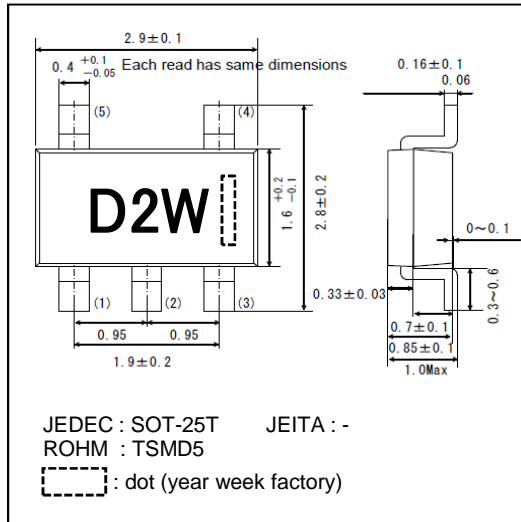 2.9±0.1
0.4 +0.1 -0.05 Each read has same dimensions
0.16±0.1
0.06
(5)
(4)
D2W
1.6 +0.2 -0.1
2.8±0.2
0～0.1
(1)
(2)
(3)
0.33±0.03
0.3～0.6
0.95
0.95
0.7±0.1
1.9±0.2
0.85±0.1
1.0Max
JEDEC : SOT-25T JEITA : -
ROHM : TSMD5
: dot (year week factory)